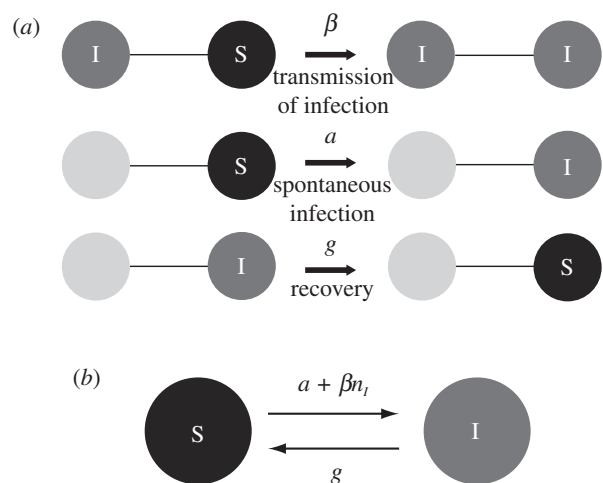 (a)
I S β I I
transmission
of infection
S a I
spontaneous
infection
I g S
recovery
(b)
S a + βn_I I
g